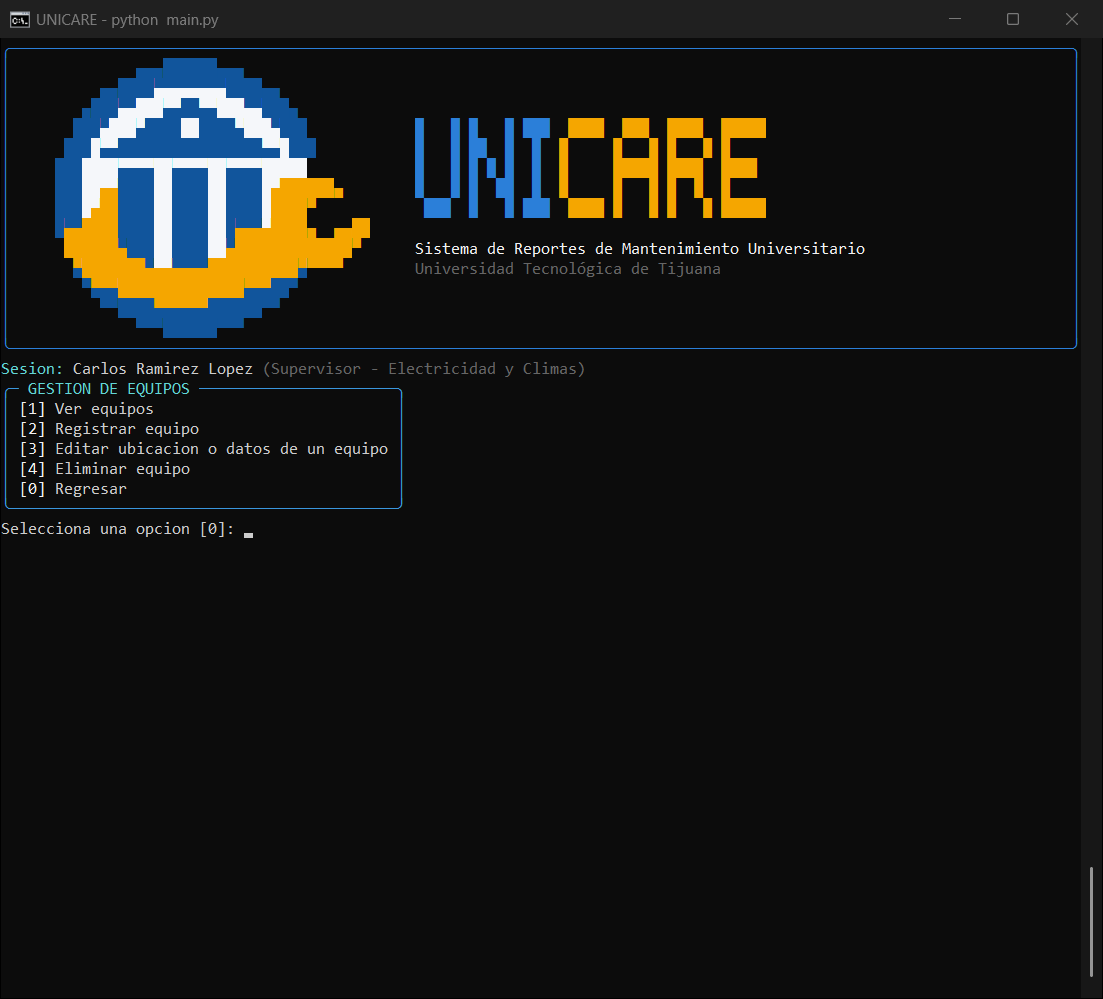 UNICARE - python  main.py
UNICARE
Sistema de Reportes de Mantenimiento Universitario
Universidad Tecnológica de Tijuana
Sesion: Carlos Ramirez Lopez (Supervisor - Electricidad y Climas)
GESTION DE EQUIPOS
[1] Ver equipos
[2] Registrar equipo
[3] Editar ubicacion o datos de un equipo
[4] Eliminar equipo
[0] Regresar
Selecciona una opcion [0]: